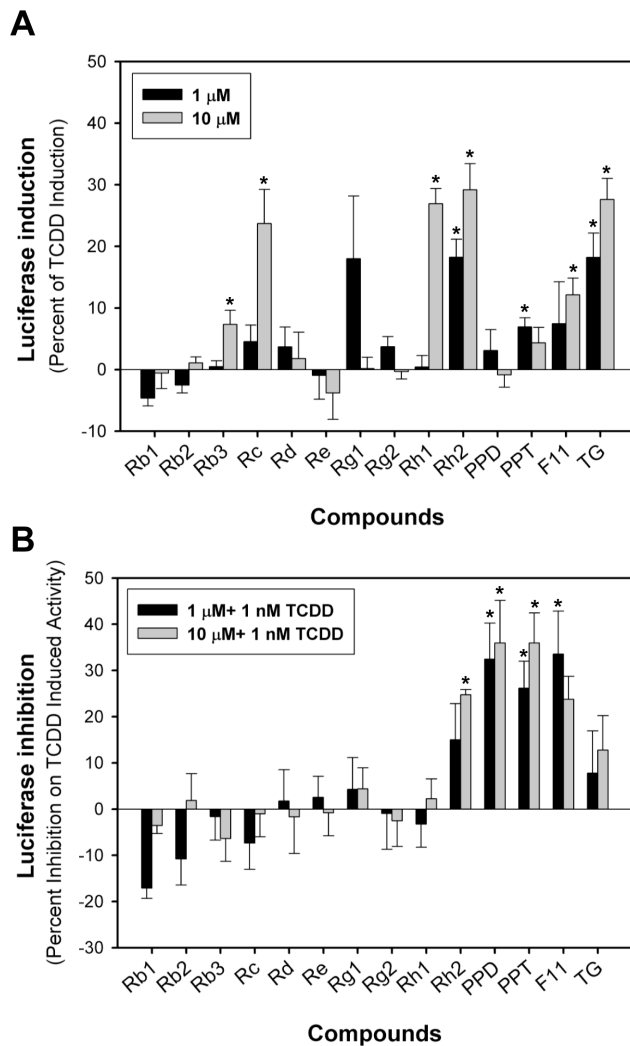 A
Luciferase induction
(Percent of TCDD Induction)
50
40
30
20
10
0
-10
1 μM
10 μM
* * * * * * * * *
Rb1 Rb2 Rb3 Rc Rd Re Rg1 Rg2 Rh1 Rh2 PPD PPT F11 TG
Compounds
B
Luciferase inhibition
(Percent Inhibition on TCDD Induced Activity)
50
40
30
20
10
0
-10
-20
-30
1 μM+ 1 nM TCDD
10 μM+ 1 nM TCDD
* * * * * *
Rb1 Rb2 Rb3 Rc Rd Re Rg1 Rg2 Rh1 Rh2 PPD PPT F11 TG
Compounds